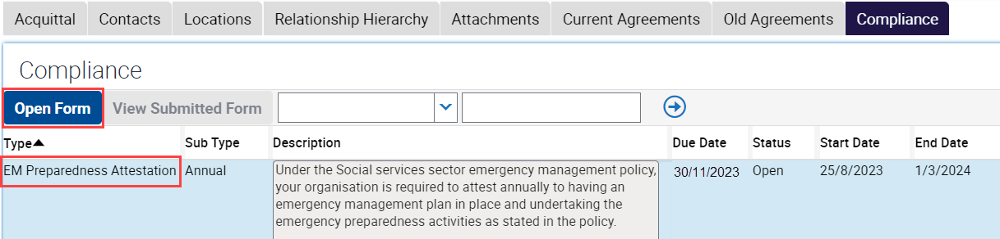 Acquittal Contacts Locations Relationship Hierarchy Attachments Current Agreements Old Agreements Compliance
Compliance
Open Form View Submitted Form
Type Sub Type Description Due Date Status Start Date End Date
EM Preparedness Attestation Annual Under the Social services sector emergency management policy, 30/11/2023 Open 25/8/2023 1/3/2024
your organisation is required to attest annually to having an
emergency management plan in place and undertaking the
emergency preparedness activities as stated in the policy.